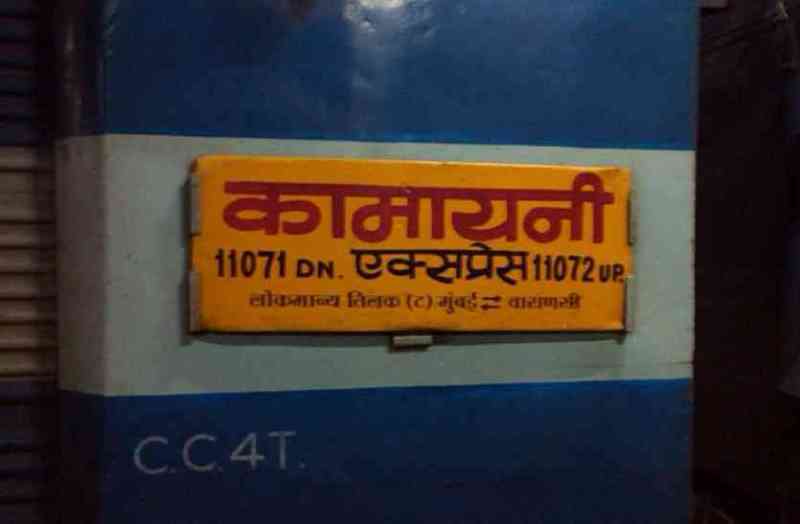 कामायनी
11071 DN. एक्सप्रेस 11072 UP.
लोकमान्य तिलक (ट) मुंबई ⇄ वाराणसी
C.C.4T.